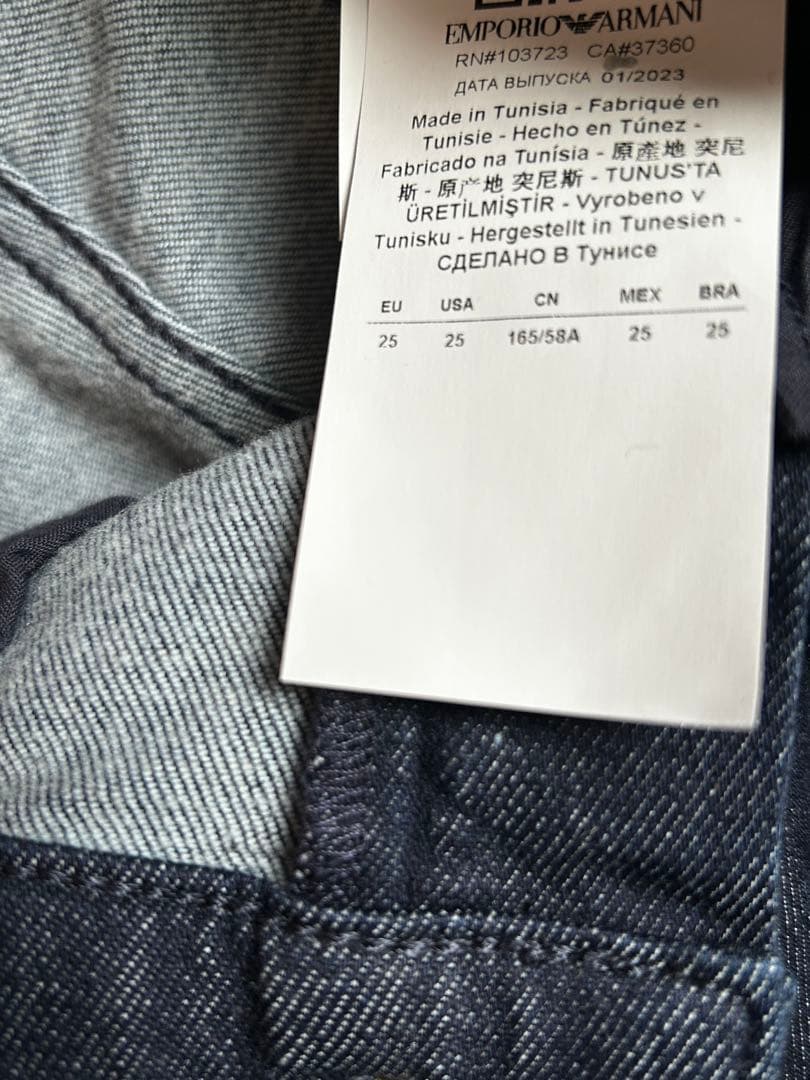 EMPORIO ARMANI
RN#103723 CA#37360
ДАТА ВЫПУСКА 01/2023
Made in Tunisia - Fabriqué en
Tunisie - Hecho en Túnez -
Fabricado na Tunísia - 原產地 突尼
斯 - 原产地 突尼斯 - TUNUS'TA
ÜRETİLMİŞTİR - Vyrobeno v
Tunisku - Hergestellt in Tunesien -
СДЕЛАНО В Тунисе
EU USA CN MEX BRA
25 25 165/58A 25 25